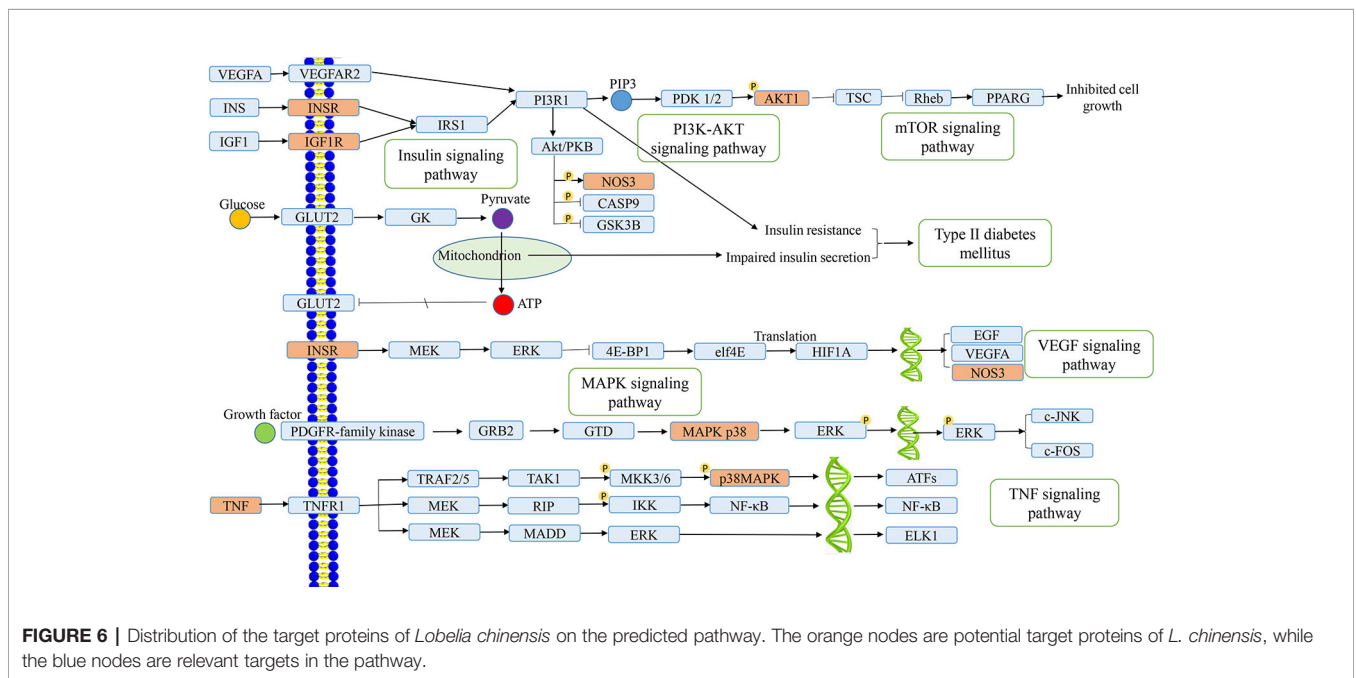 VEGFA
VEGFAR2
INS
INSR
IGF1
IGF1R
IRS1
PI3R1
PIP3
PDK 1/2
P
AKT1
TSC
Rheb
PPARG
Inhibited cell
growth
Insulin signaling
pathway
PI3K-AKT
signaling pathway
mTOR signaling
pathway
Akt/PKB
P
NOS3
P
CASP9
P
GSK3B
Glucose
GLUT2
GK
Pyruvate
Mitochondrion
ATP
GLUT2
Insulin resistance
Impaired insulin secretion
Type II diabetes
mellitus
INSR
MEK
ERK
4E-BP1
elf4E
Translation
HIF1A
EGF
VEGFA
NOS3
VEGF signaling
pathway
MAPK signaling
pathway
Growth factor
PDGFR-family kinase
GRB2
GTD
MAPK p38
ERK
P
P
ERK
c-JNK
c-FOS
TNF
TNFR1
TRAF2/5
TAK1
P
MKK3/6
P
p38MAPK
ATFs
MEK
RIP
P
IKK
NF-κB
NF-κB
MEK
MADD
ERK
ELK1
TNF signaling
pathway
FIGURE 6 | Distribution of the target proteins of Lobelia chinensis on the predicted pathway. The orange nodes are potential target proteins of L. chinensis, while
the blue nodes are relevant targets in the pathway.